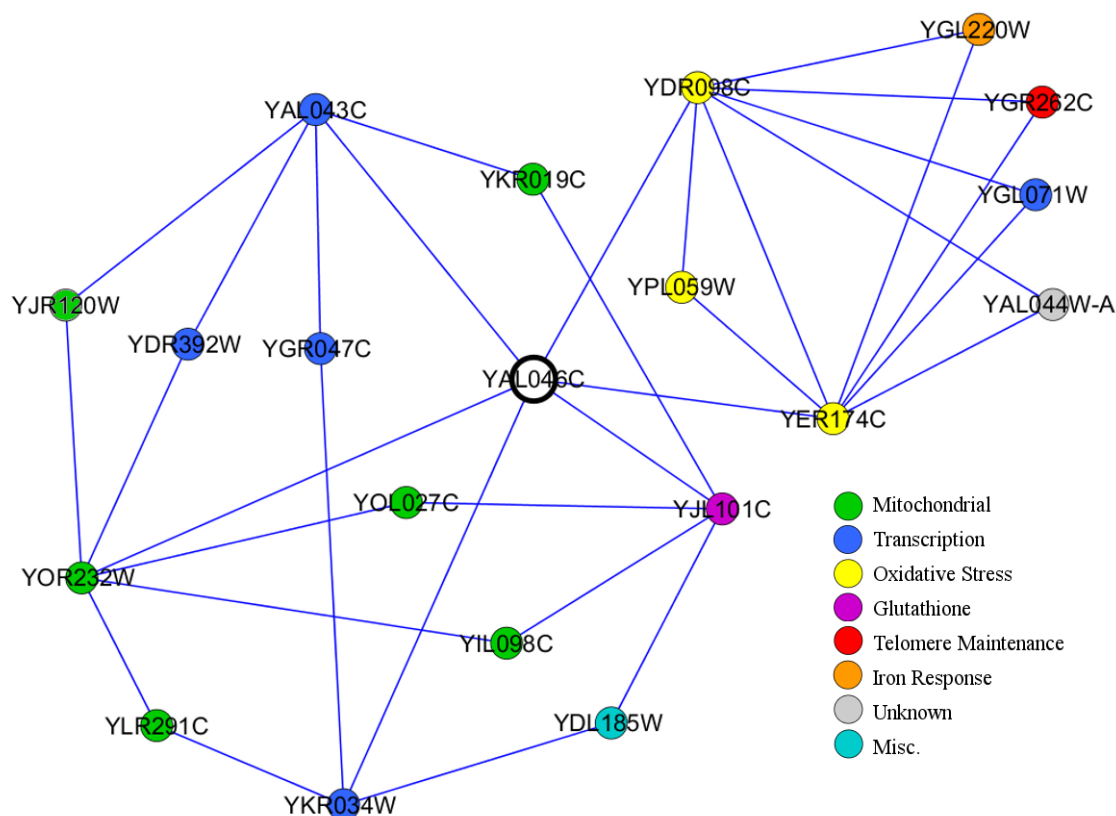 YGL220W
YDR098C
YGR262C
YAL043C
YKR019C
YGL071W
YPL059W
YJR120W
YAL044W-A
YDR392W
YGR047C
YAL046C
YER174C
YOL027C
YJL101C
YOR232W
YIL098C
YLR291C
YDL185W
YKR034W
Mitochondrial
Transcription
Oxidative Stress
Glutathione
Telomere Maintenance
Iron Response
Unknown
Misc.